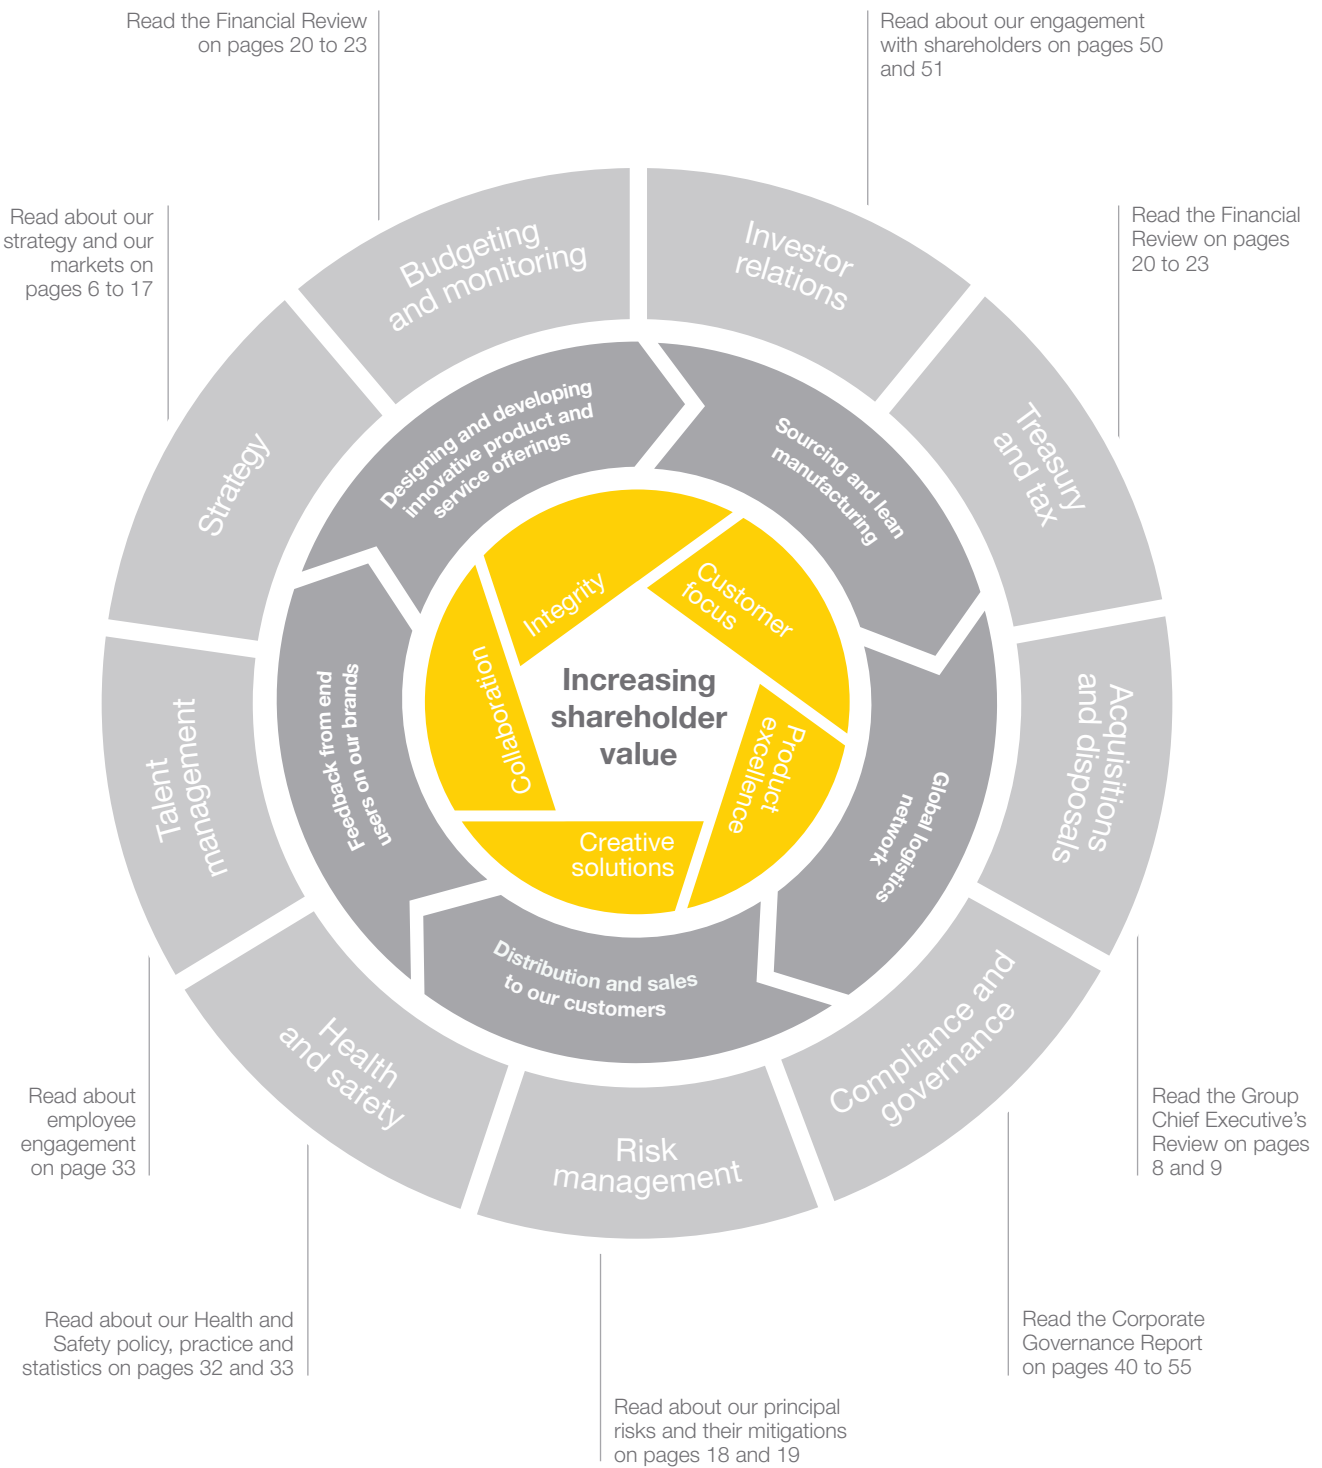 Read the Financial Review
on pages 20 to 23
Read about our engagement
with shareholders on pages 50
and 51
Read about our
strategy and our
markets on
pages 6 to 17
Read the Financial
Review on pages
20 to 23
Budgeting
and monitoring
Investor
relations
Treasury
and tax
Acquisitions
and disposals
Compliance and
governance
Risk
management
Health
and safety
Talent
management
Strategy
Designing and developing
innovative product and
service offerings
Sourcing and lean
manufacturing
Global logistics
network
Distribution and sales
to our customers
Feedback from end
users on our brands
Integrity
Customer
focus
Product
excellence
Creative
solutions
Collaboration
Increasing
shareholder
value
Read about
employee
engagement
on page 33
Read the Group
Chief Executive’s
Review on pages
8 and 9
Read about our Health and
Safety policy, practice and
statistics on pages 32 and 33
Read the Corporate
Governance Report
on pages 40 to 55
Read about our principal
risks and their mitigations
on pages 18 and 19